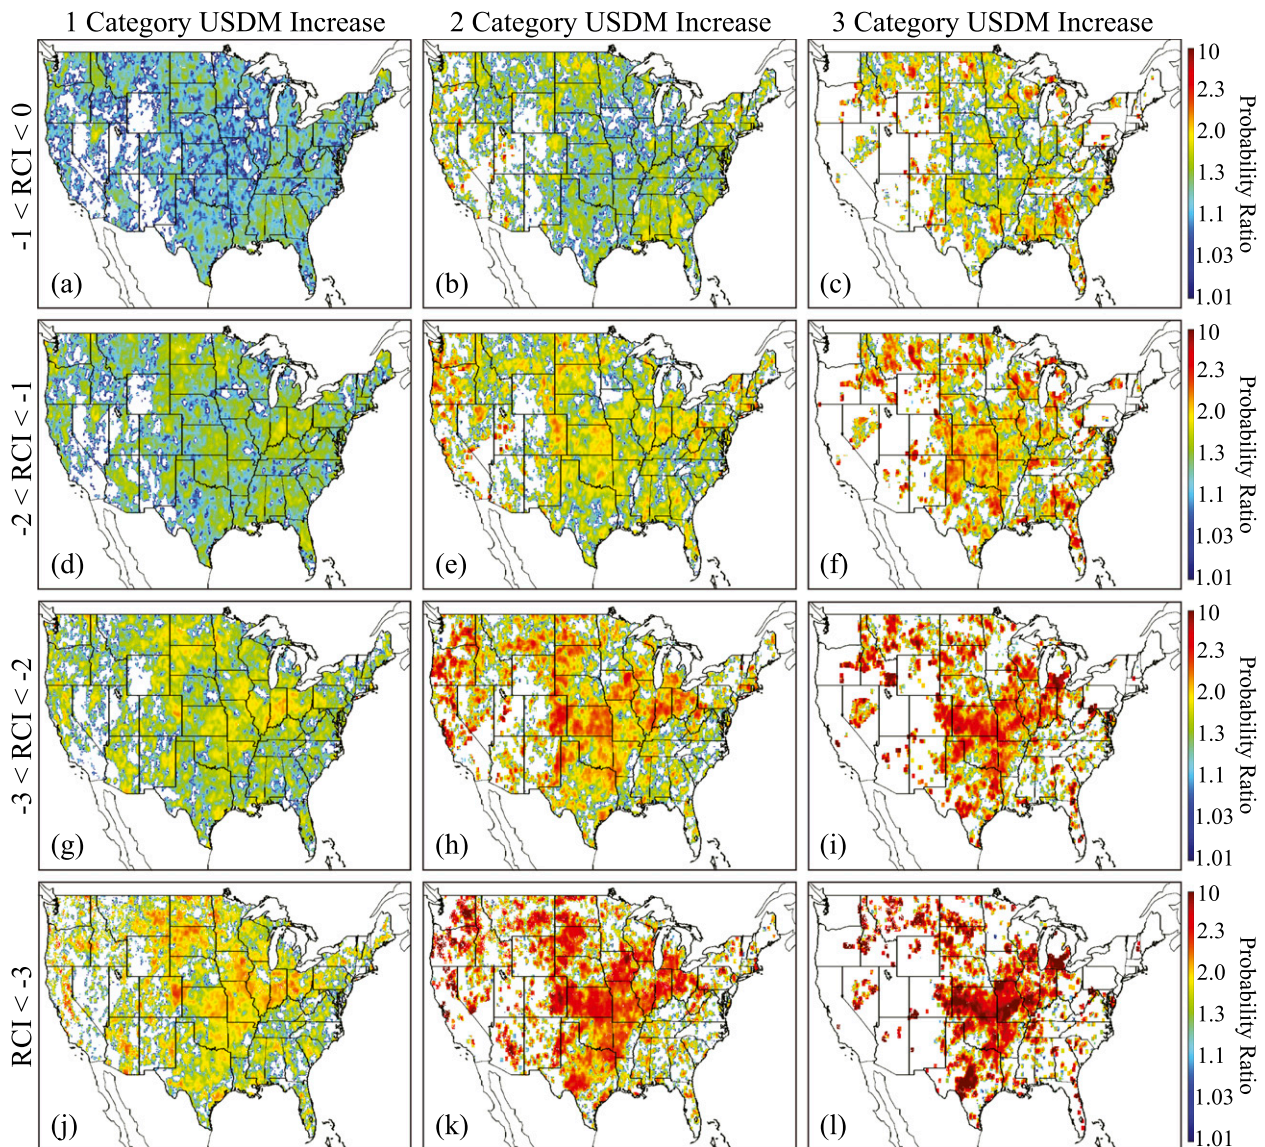 1 Category USDM Increase
2 Category USDM Increase
3 Category USDM Increase
-1 < RCI < 0
(a)
(b)
(c)
10
2.3
2.0
1.3
1.1
1.03
1.01
Probability Ratio
-2 < RCI < -1
(d)
(e)
(f)
10
2.3
2.0
1.3
1.1
1.03
1.01
Probability Ratio
-3 < RCI < -2
(g)
(h)
(i)
10
2.3
2.0
1.3
1.1
1.03
1.01
Probability Ratio
RCI < -3
(j)
(k)
(l)
10
2.3
2.0
1.3
1.1
1.03
1.01
Probability Ratio